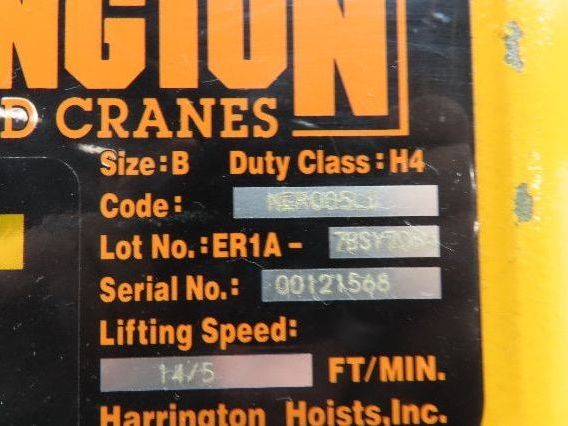 NGTON
D CRANES
Size:B Duty Class:H4
Code: NER005LD
Lot No.:ER1A-
Serial No.: 00121568
Lifting Speed:
14/5 FT/MIN.
Harrington Hoists,Inc.